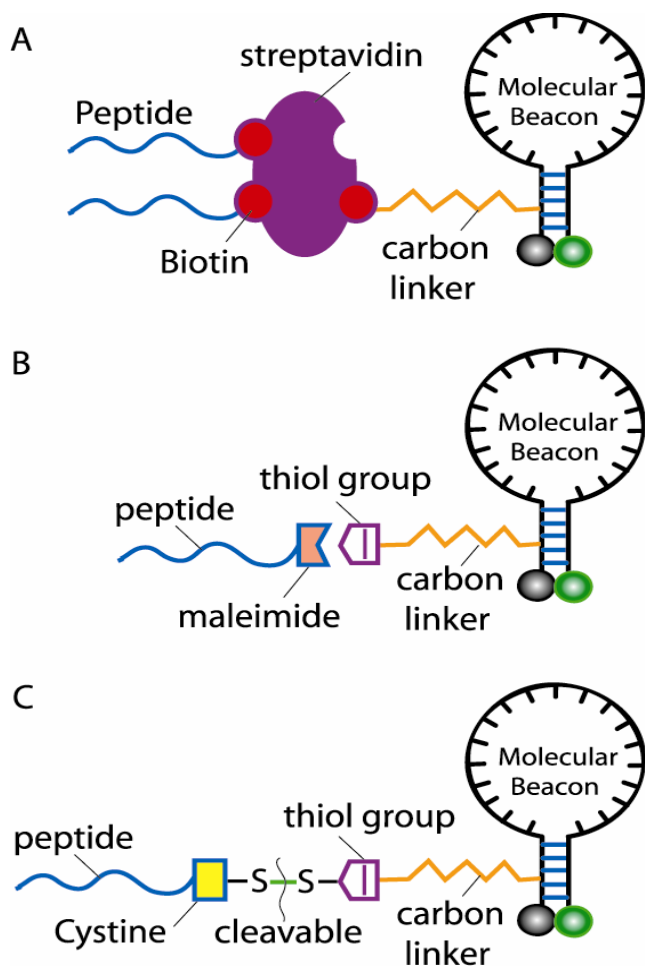 A
streptavidin
Peptide
Molecular
Beacon
Biotin
carbon
linker
B
Molecular
Beacon
thiol group
peptide
maleimide
carbon
linker
C
Molecular
Beacon
thiol group
peptide
S
S
Cystine
cleavable
carbon
linker